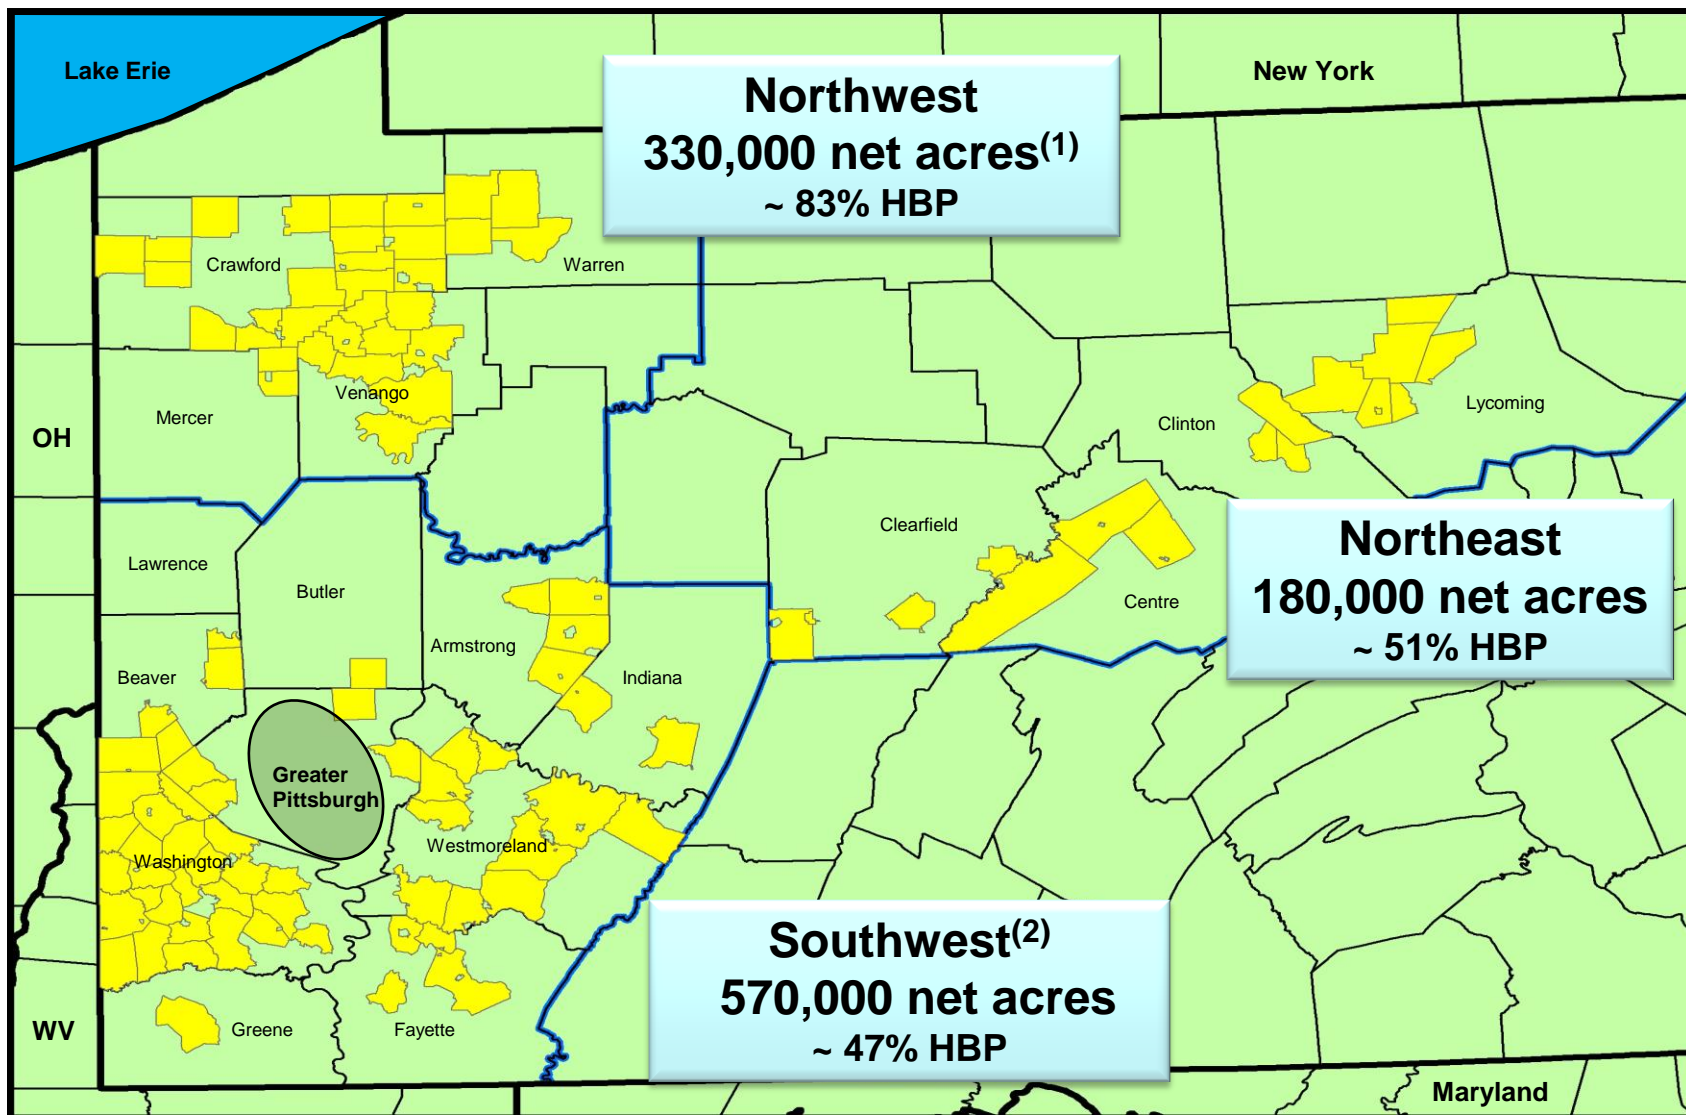 Lake Erie
New York
Northwest
330,000 net acres(1)
~ 83% HBP
Crawford
Warren
Venango
Mercer
Lycoming
Clinton
OH
Clearfield
Northeast
180,000 net acres
~ 51% HBP
Lawrence
Butler
Centre
Armstrong
Beaver
Indiana
Greater
Pittsburgh
Westmoreland
Washington
Southwest(2)
570,000 net acres
~ 47% HBP
WV
Greene
Fayette
Maryland